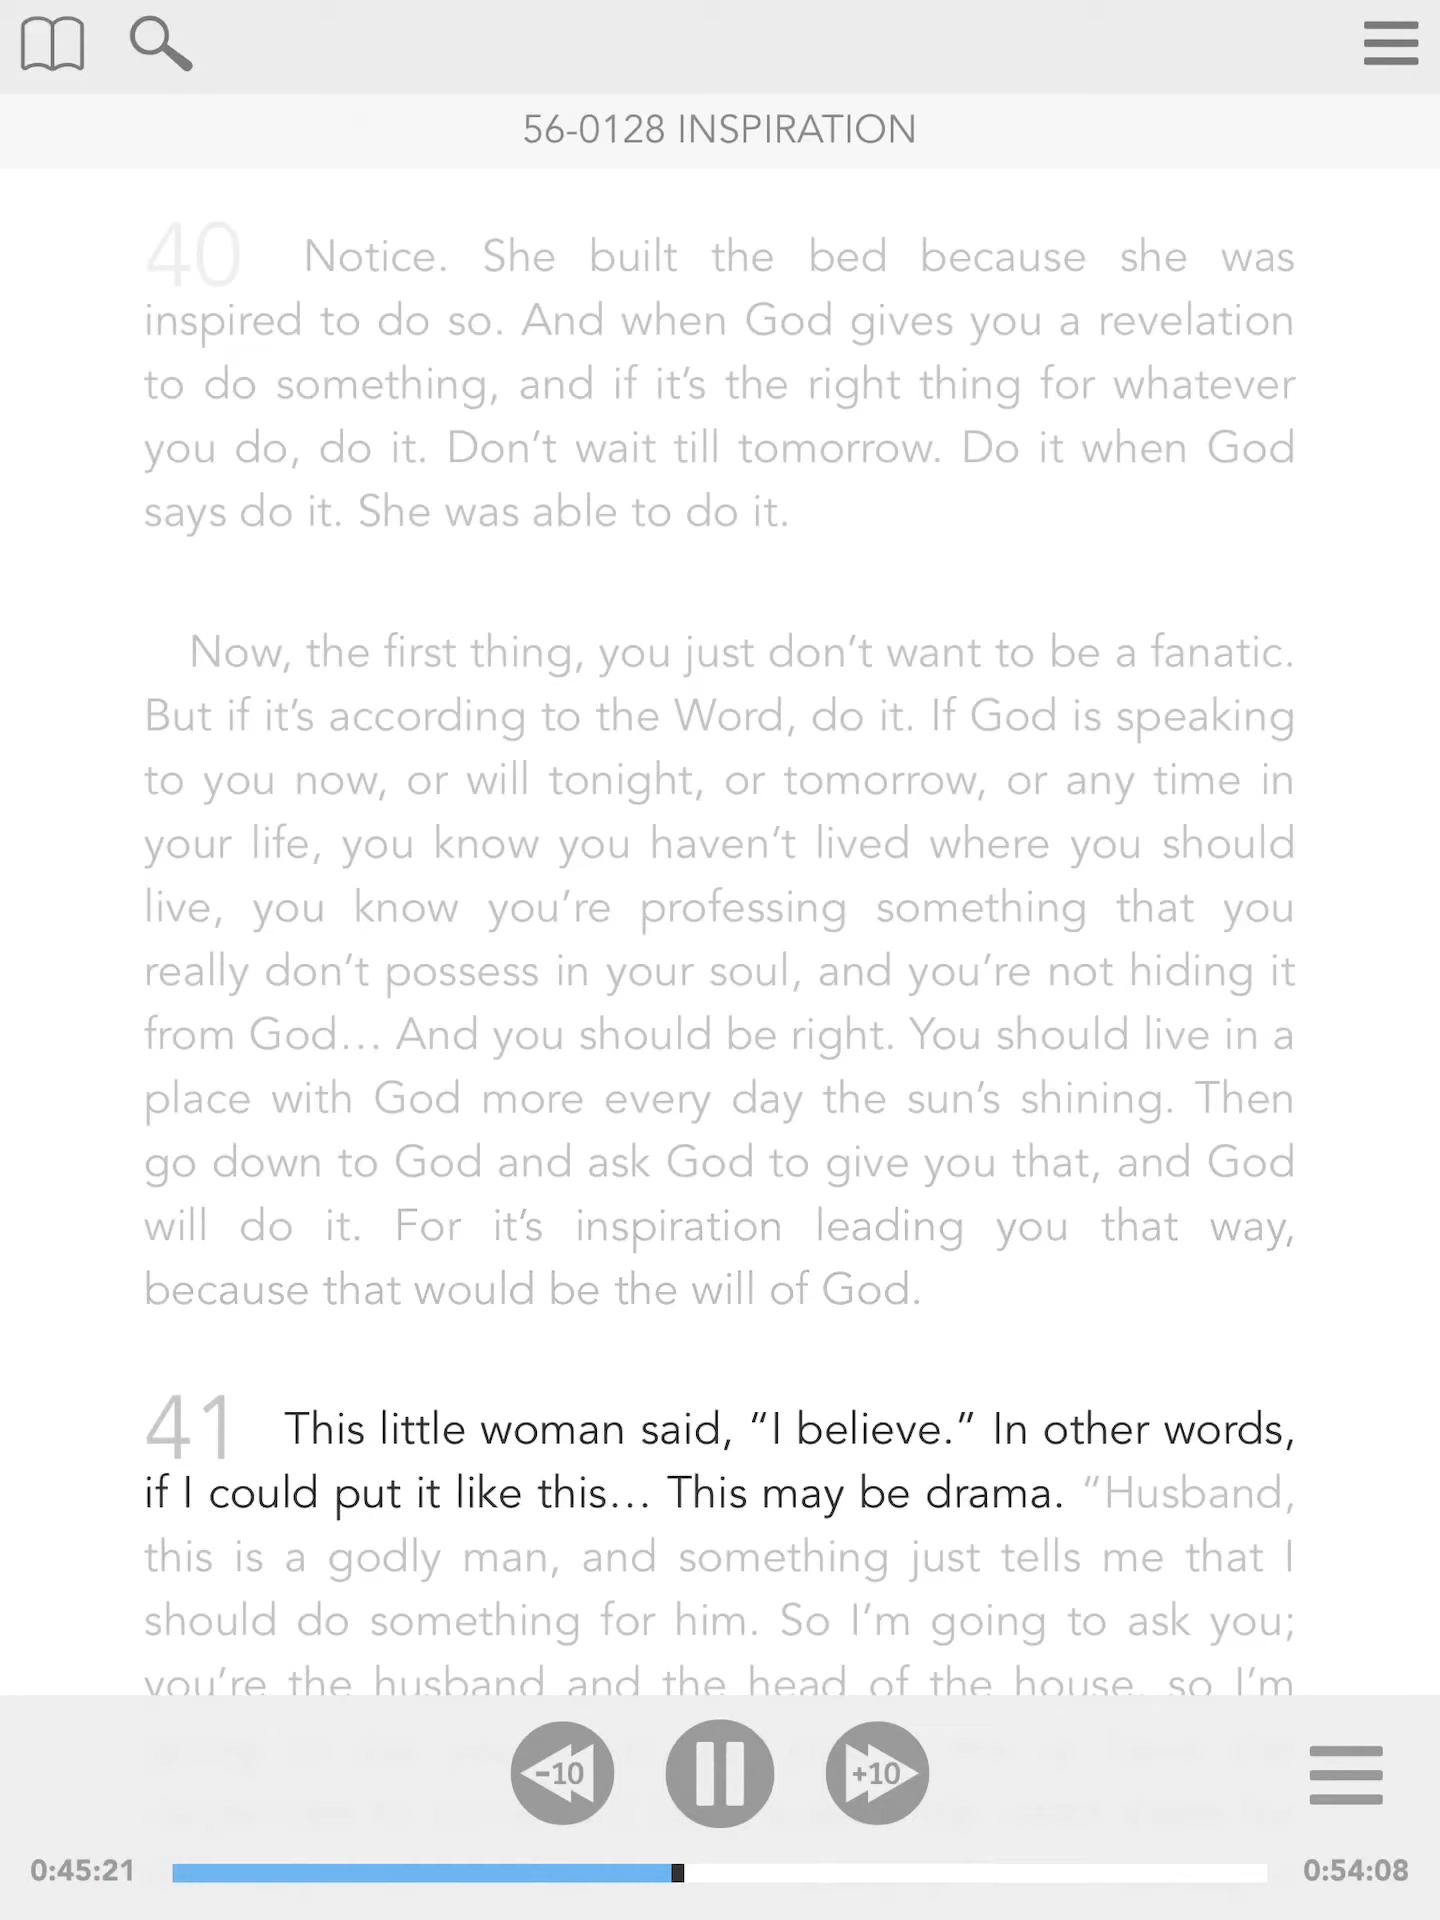 56-0128 INSPIRATION
40 Notice. She built the bed because she was
inspired to do so. And when God gives you a revelation
to do something, and if it’s the right thing for whatever
you do, do it. Don’t wait till tomorrow. Do it when God
says do it. She was able to do it.
Now, the first thing, you just don’t want to be a fanatic.
But if it’s according to the Word, do it. If God is speaking
to you now, or will tonight, or tomorrow, or any time in
your life, you know you haven’t lived where you should
live, you know you’re professing something that you
really don’t possess in your soul, and you’re not hiding it
from God… And you should be right. You should live in a
place with God more every day the sun’s shining. Then
go down to God and ask God to give you that, and God
will do it. For it’s inspiration leading you that way,
because that would be the will of God.
41 This little woman said, “I believe.” In other words,
if I could put it like this… This may be drama. “Husband,
this is a godly man, and something just tells me that I
should do something for him. So I’m going to ask you;
you’re the husband and the head of the house, so I’m
-10 +10
0:45:21 0:54:08